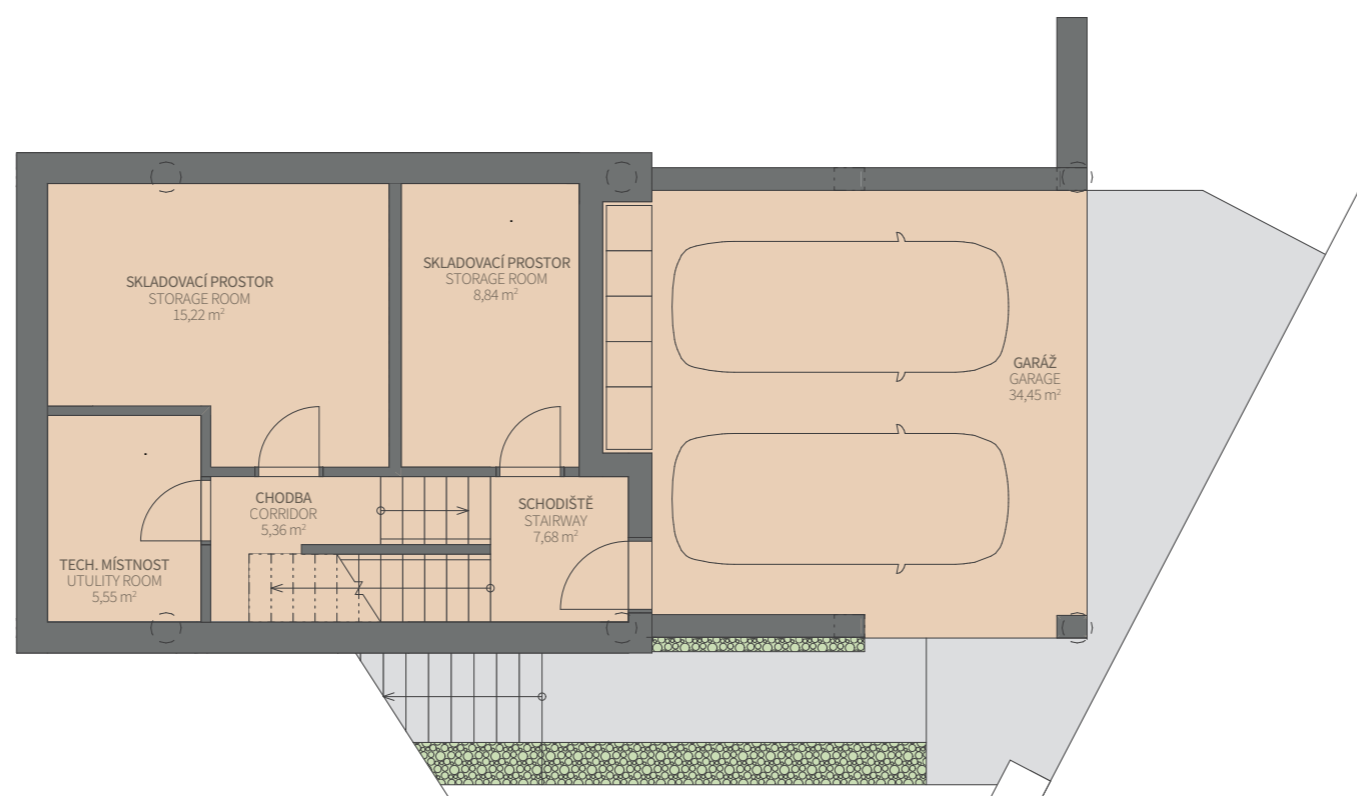 SKLADOVACÍ PROSTOR
STORAGE ROOM
15,22 m²
SKLADOVACÍ PROSTOR
STORAGE ROOM
8,84 m²
GARÁŽ
GARAGE
34,45 m²
CHODBA
CORRIDOR
5,36 m²
SCHODIŠTĚ
STAIRWAY
7,68 m²
TECH. MÍSTNOST
UTULITY ROOM
5,55 m²